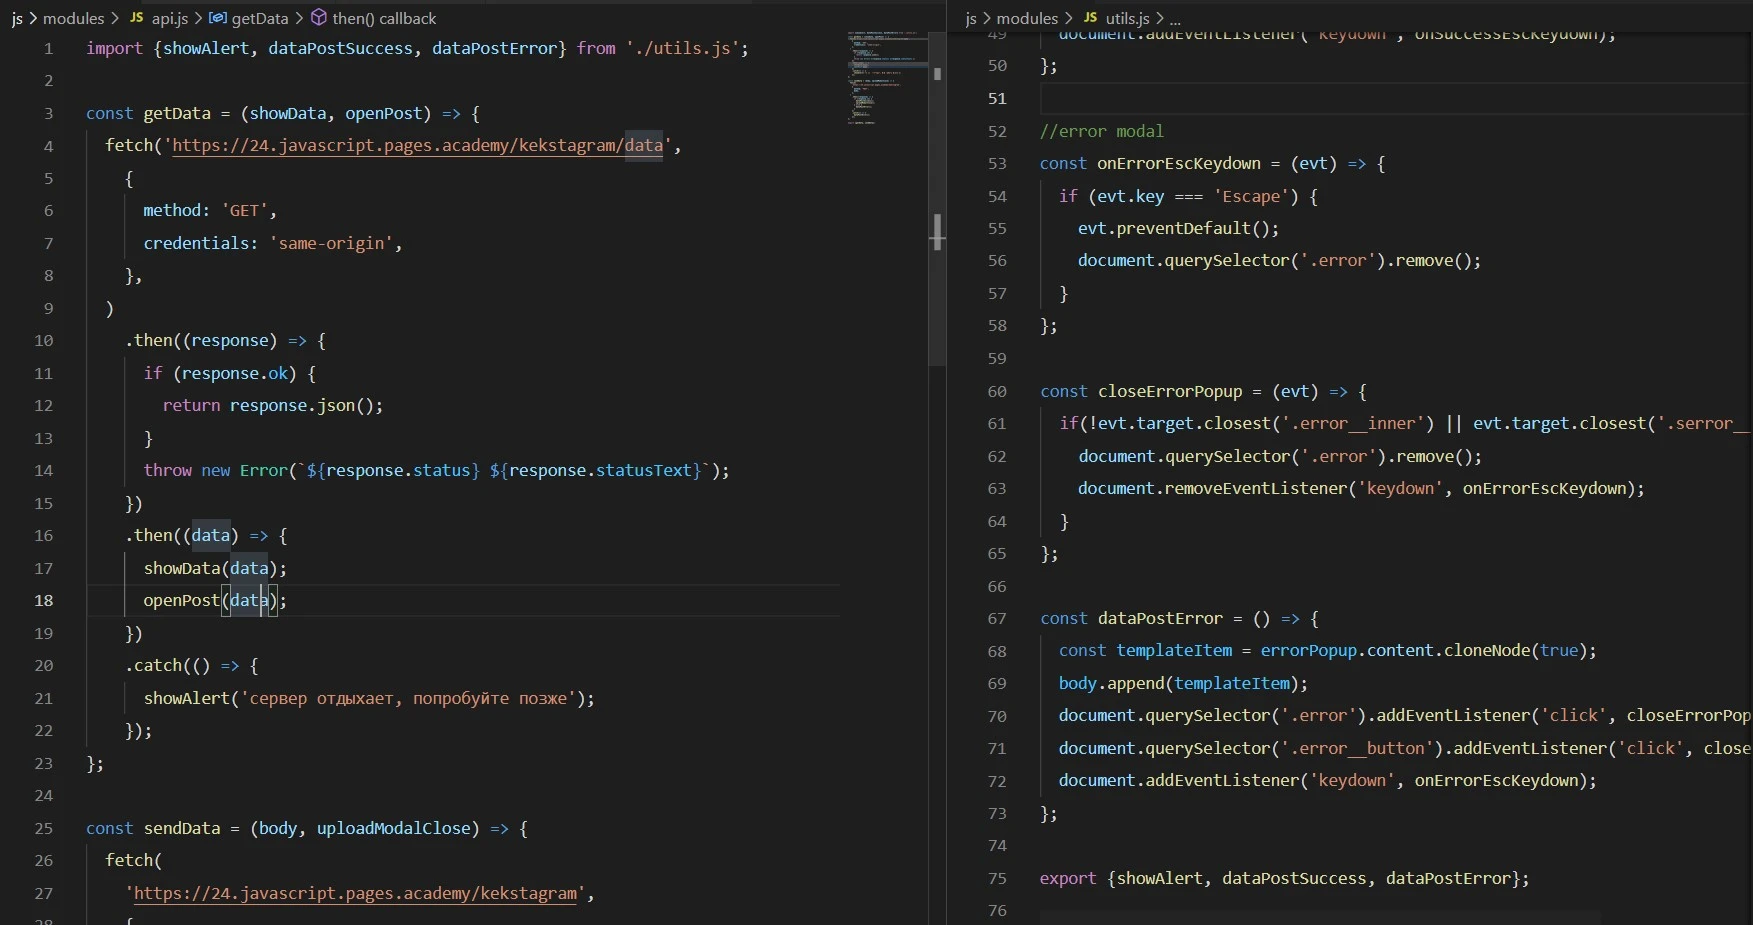 js > modules > JS api.js > getData > then() callback
1 import {showAlert, dataPostSuccess, dataPostError} from './utils.js';
2
3 const getData = (showData, openPost) => {
4 fetch('https://24.javascript.pages.academy/kekstagram/data',
5 {
6 method: 'GET',
7 credentials: 'same-origin',
8 },
9 )
10 .then((response) => {
11 if (response.ok) {
12 return response.json();
13 }
14 throw new Error(`${response.status} ${response.statusText}`);
15 })
16 .then((data) => {
17 showData(data);
18 openPost(data);
19 })
20 .catch(() => {
21 showAlert('сервер отдыхает, попробуйте позже');
22 });
23 };
24
25 const sendData = (body, uploadModalClose) => {
26 fetch(
27 'https://24.javascript.pages.academy/kekstagram',
28 {
js > modules > JS utils.js > ...
49 document.addEventListener('keydown', onSuccessEscKeydown);
50 };
51
52 //error modal
53 const onErrorEscKeydown = (evt) => {
54 if (evt.key === 'Escape') {
55 evt.preventDefault();
56 document.querySelector('.error').remove();
57 }
58 };
59
60 const closeErrorPopup = (evt) => {
61 if(!evt.target.closest('.error__inner') || evt.target.closest('.serror__
62 document.querySelector('.error').remove();
63 document.removeEventListener('keydown', onErrorEscKeydown);
64 }
65 };
66
67 const dataPostError = () => {
68 const templateItem = errorPopup.content.cloneNode(true);
69 body.append(templateItem);
70 document.querySelector('.error').addEventListener('click', closeErrorPop
71 document.querySelector('.error__button').addEventListener('click', close
72 document.addEventListener('keydown', onErrorEscKeydown);
73 };
74
75 export {showAlert, dataPostSuccess, dataPostError};
76